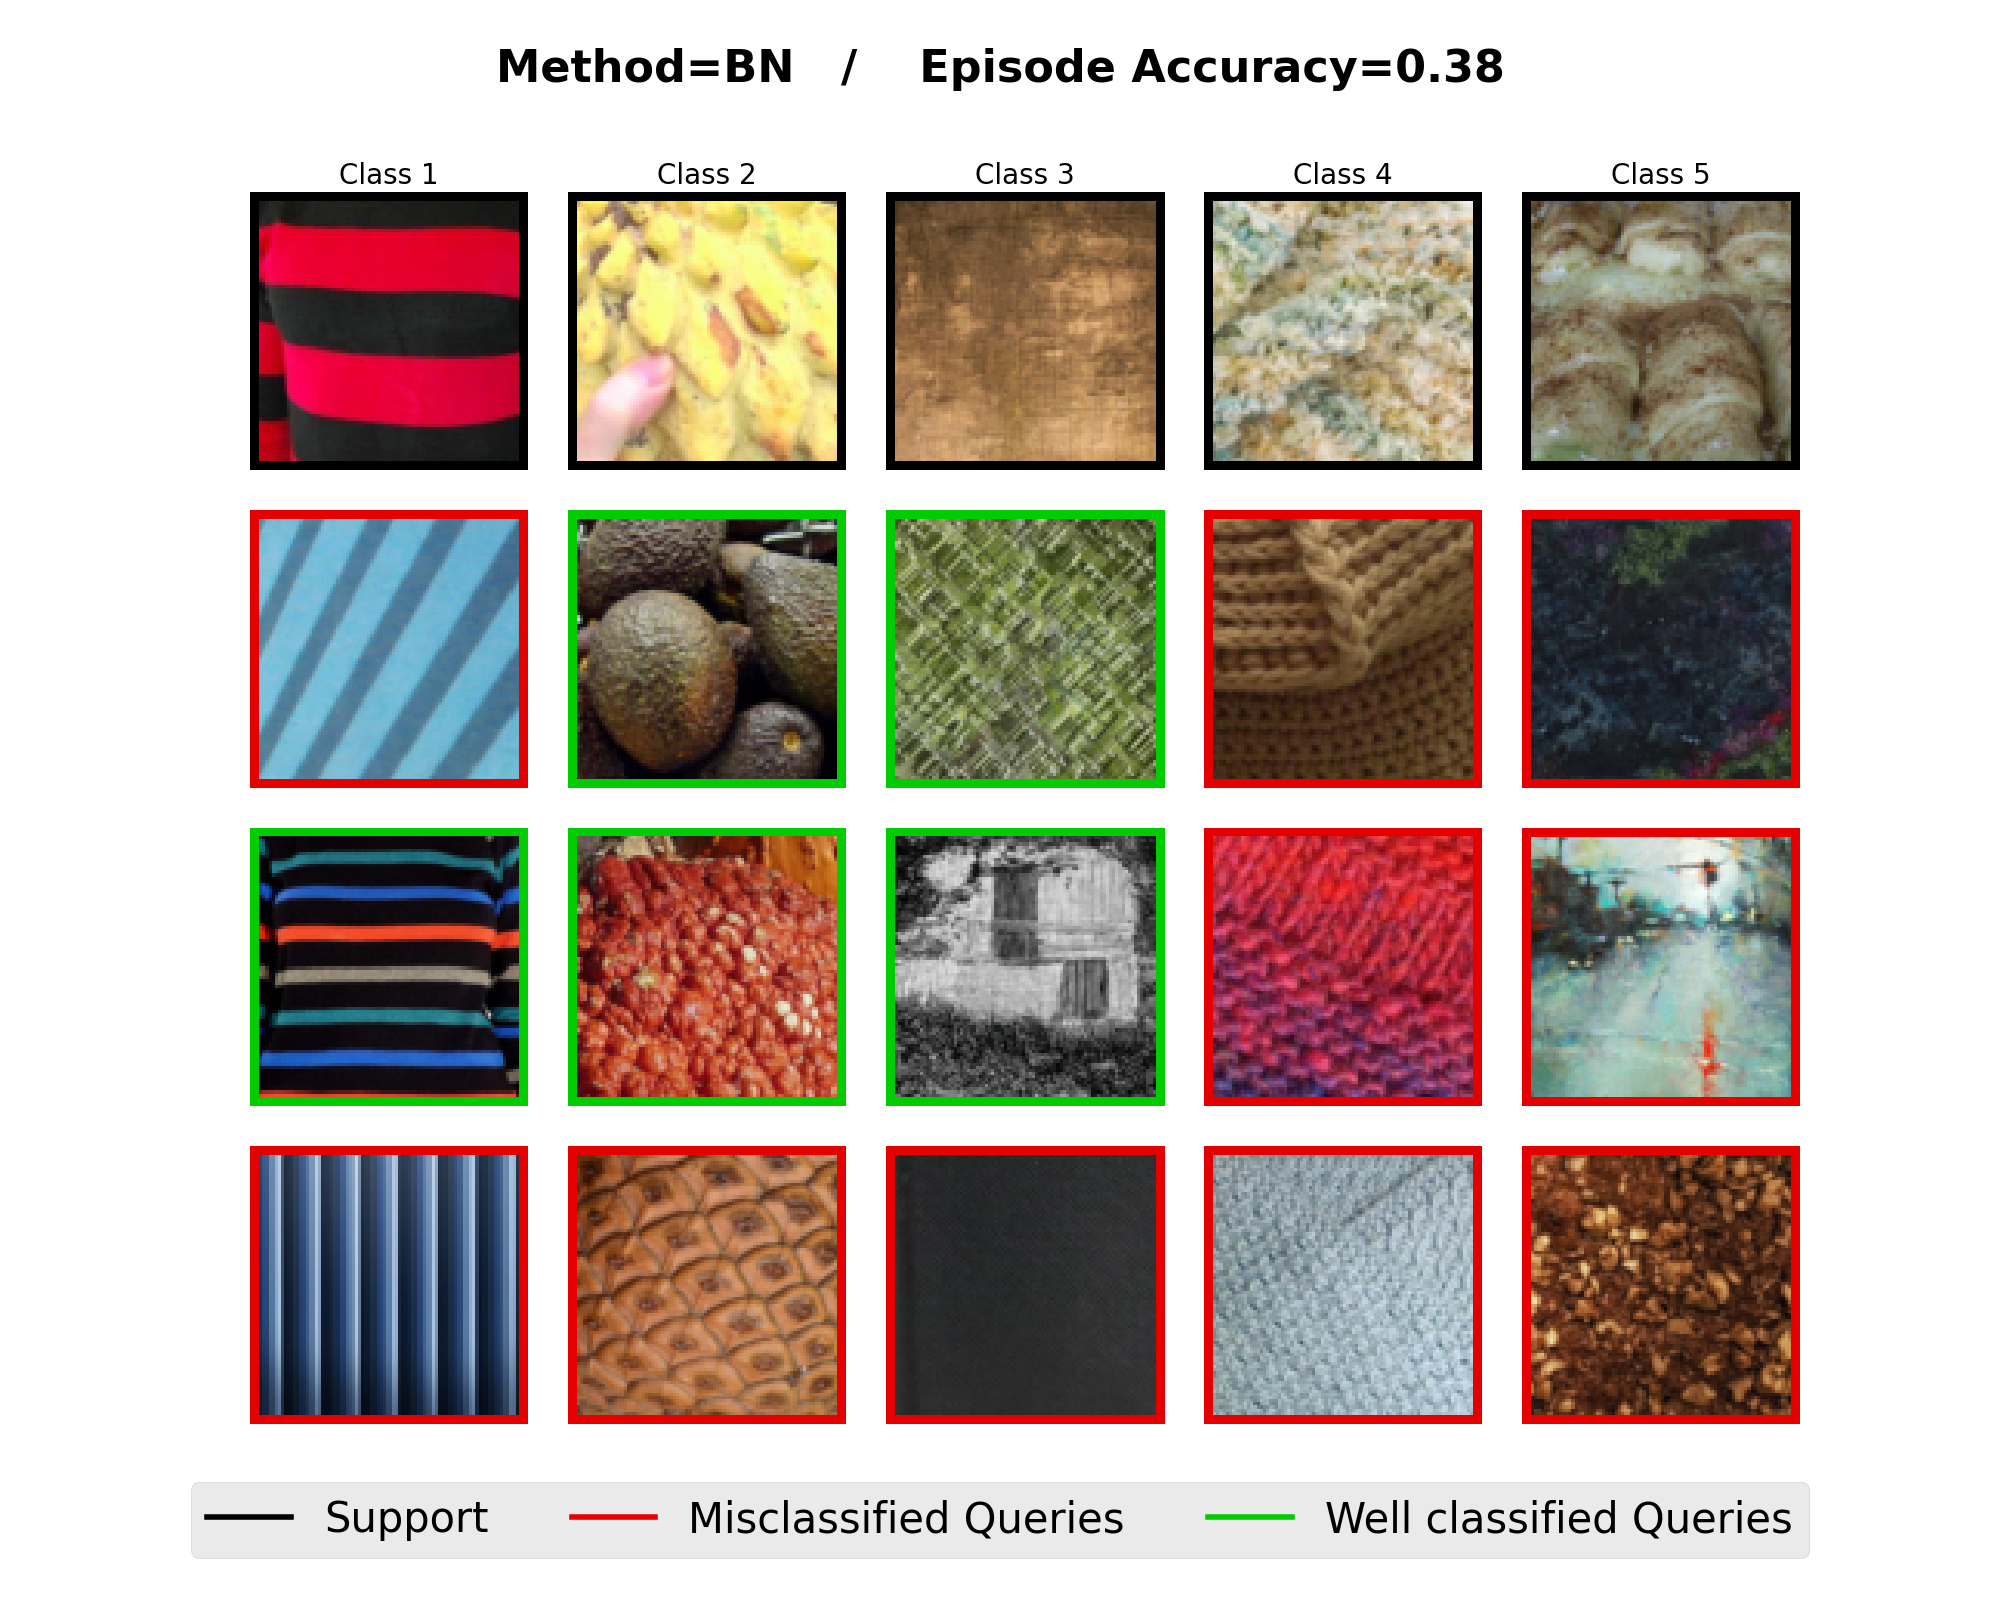 Method=BN / Episode Accuracy=0.38
Class 1 Class 2 Class 3 Class 4 Class 5
Support Misclassified Queries Well classified Queries